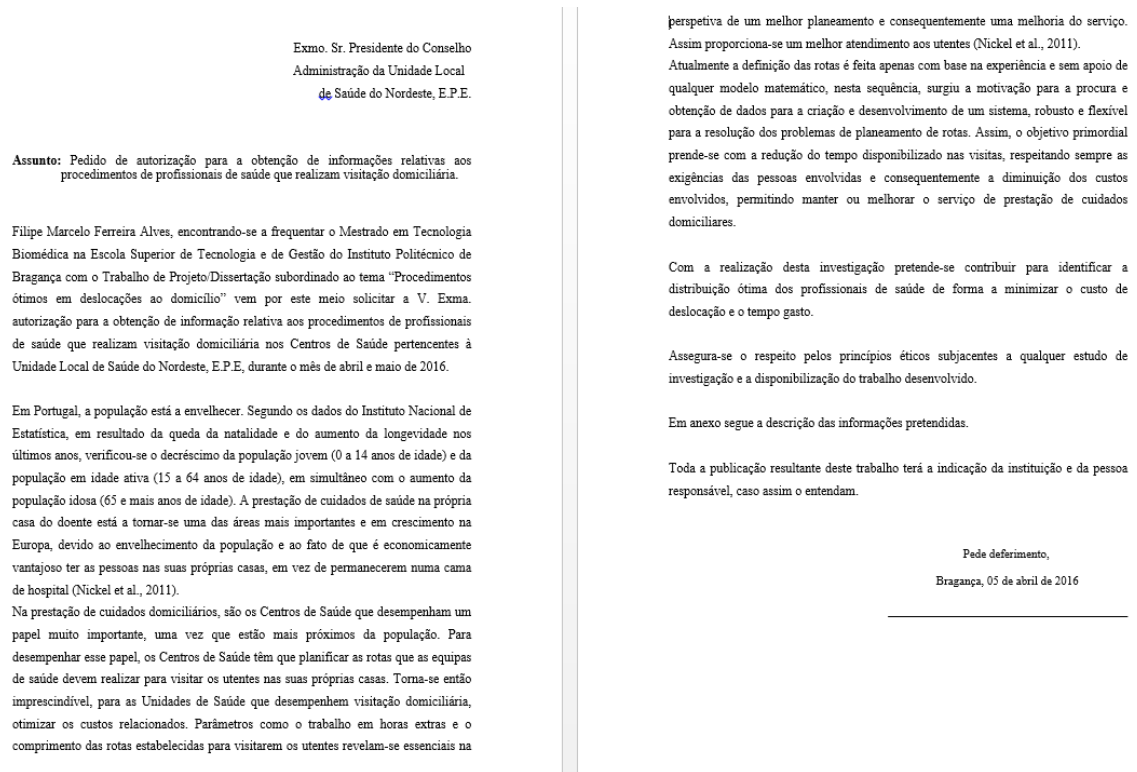 Exmo. Sr. Presidente do Conselho
Administração da Unidade Local
de Saúde do Nordeste, E.P.E.
Assunto: Pedido de autorização para a obtenção de informações relativas aos
procedimentos de profissionais de saúde que realizam visitação domiciliária.
Filipe Marcelo Ferreira Alves, encontrando-se a frequentar o Mestrado em Tecnologia
Biomédica na Escola Superior de Tecnologia e de Gestão do Instituto Politécnico de
Bragança com o Trabalho de Projeto/Dissertação subordinado ao tema “Procedimentos
ótimos em deslocações ao domicílio” vem por este meio solicitar a V. Exma.
autorização para a obtenção de informação relativa aos procedimentos de profissionais
de saúde que realizam visitação domiciliária nos Centros de Saúde pertencentes à
Unidade Local de Saúde do Nordeste, E.P.E, durante o mês de abril e maio de 2016.
Em Portugal, a população está a envelhecer. Segundo os dados do Instituto Nacional de
Estatística, em resultado da queda da natalidade e do aumento da longevidade nos
últimos anos, verificou-se o decréscimo da população jovem (0 a 14 anos de idade) e da
população em idade ativa (15 a 64 anos de idade), em simultâneo com o aumento da
população idosa (65 e mais anos de idade). A prestação de cuidados de saúde na própria
casa do doente está a tornar-se uma das áreas mais importantes e em crescimento na
Europa, devido ao envelhecimento da população e ao fato de que é economicamente
vantajoso ter as pessoas nas suas próprias casas, em vez de permanecerem numa cama
de hospital (Nickel et al., 2011).
Na prestação de cuidados domiciliários, são os Centros de Saúde que desempenham um
papel muito importante, uma vez que estão mais próximos da população. Para
desempenhar esse papel, os Centros de Saúde têm que planificar as rotas que as equipas
de saúde devem realizar para visitar os utentes nas suas próprias casas. Torna-se então
imprescindível, para as Unidades de Saúde que desempenhem visitação domiciliária,
otimizar os custos relacionados. Parâmetros como o trabalho em horas extras e o
comprimento das rotas estabelecidas para visitarem os utentes revelam-se essenciais na
perspetiva de um melhor planeamento e consequentemente uma melhoria do serviço.
Assim proporciona-se um melhor atendimento aos utentes (Nickel et al., 2011).
Atualmente a definição das rotas é feita apenas com base na experiência e sem apoio de
qualquer modelo matemático, nesta sequência, surgiu a motivação para a procura e
obtenção de dados para a criação e desenvolvimento de um sistema, robusto e flexível
para a resolução dos problemas de planeamento de rotas. Assim, o objetivo primordial
prende-se com a redução do tempo disponibilizado nas visitas, respeitando sempre as
exigências das pessoas envolvidas e consequentemente a diminuição dos custos
envolvidos, permitindo manter ou melhorar o serviço de prestação de cuidados
domiciliares.
Com a realização desta investigação pretende-se contribuir para identificar a
distribuição ótima dos profissionais de saúde de forma a minimizar o custo de
deslocação e o tempo gasto.
Assegura-se o respeito pelos princípios éticos subjacentes a qualquer estudo de
investigação e a disponibilização do trabalho desenvolvido.
Em anexo segue a descrição das informações pretendidas.
Toda a publicação resultante deste trabalho terá a indicação da instituição e da pessoa
responsável, caso assim o entendam.
Pede deferimento,
Bragança, 05 de abril de 2016